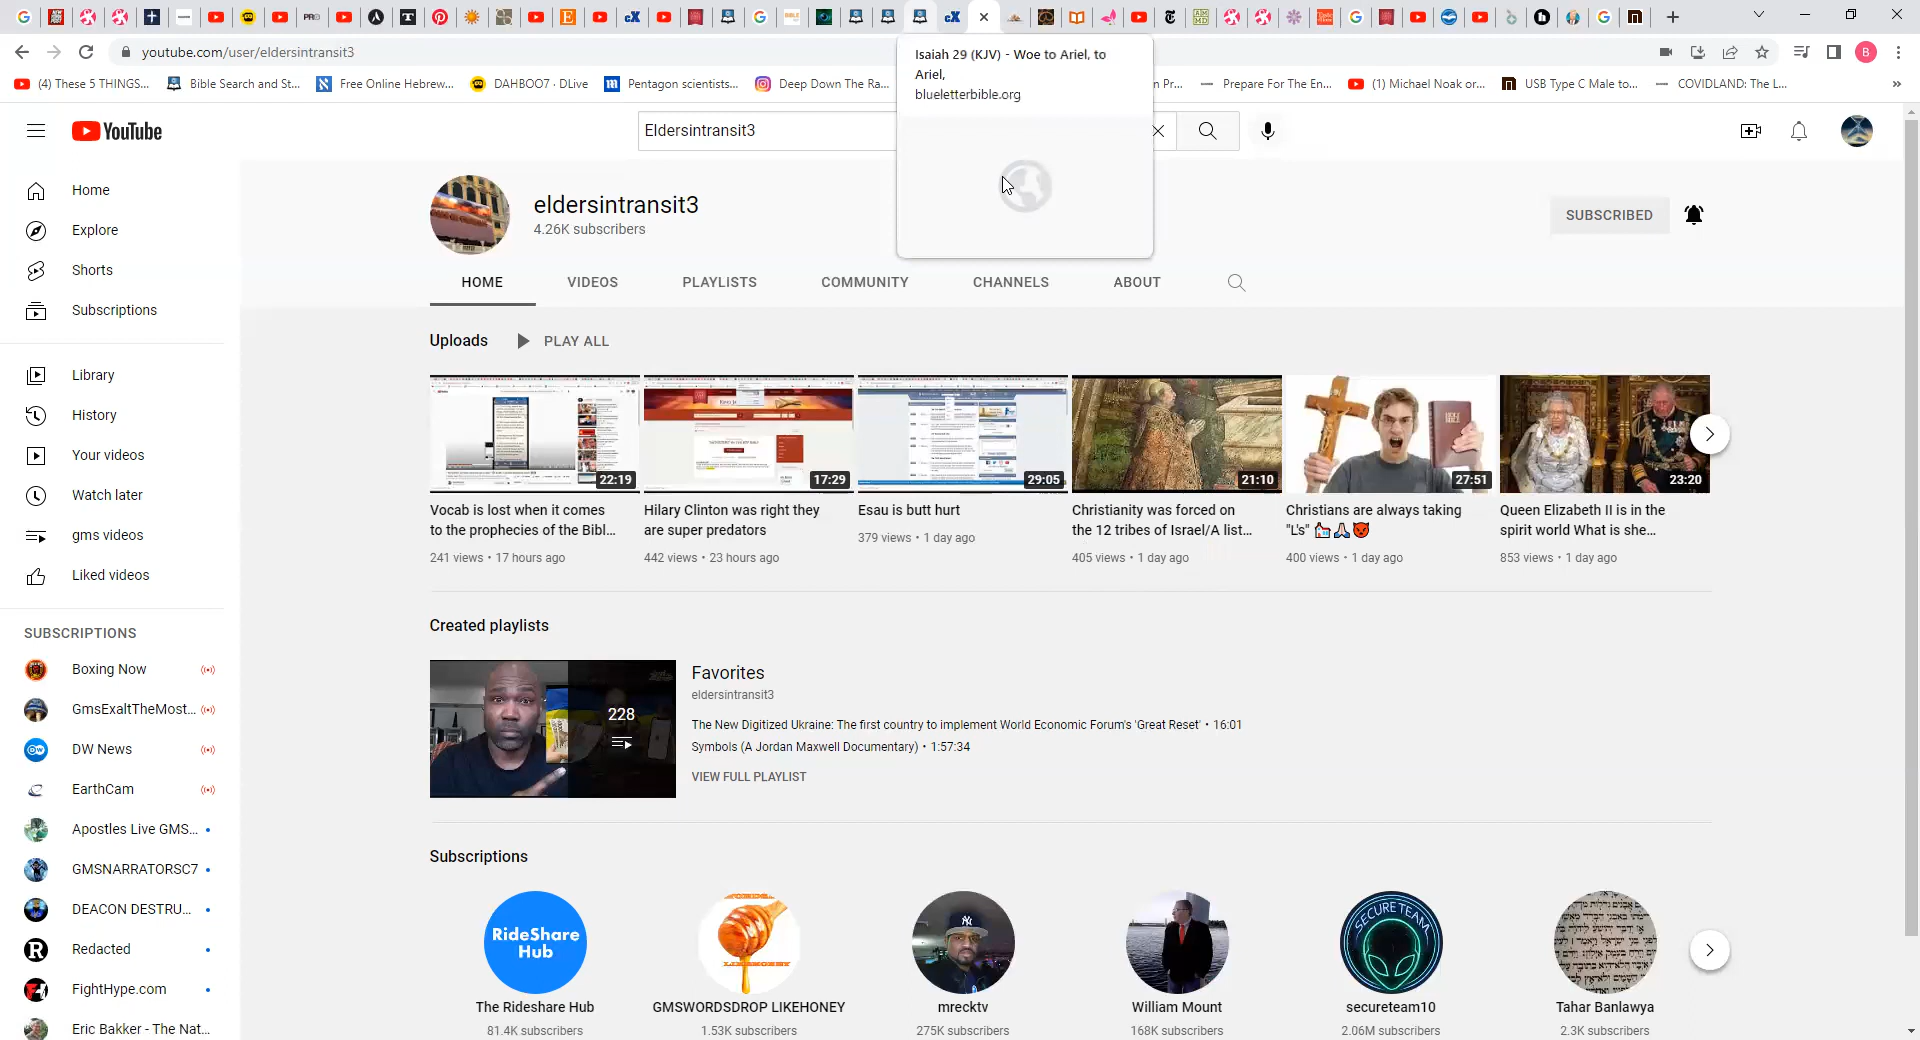 youtube.com/user/eldersintransit3
B
(4) These 5 THINGS...
Bible Search and St...
Free Online Hebrew...
DAHBOO7 · DLive
Pentagon scientists...
Deep Down The Ra...
n Pr...
Prepare For The En...
(1) Michael Noak or...
USB Type C Male to...
COVIDLAND: The L...
»
Isaiah 29 (KJV) - Woe to Ariel, to
Ariel,
blueletterbible.org
YouTube
Eldersintransit3
Home
Explore
Shorts
Subscriptions
Library
History
Your videos
Watch later
gms videos
Liked videos
SUBSCRIPTIONS
Boxing Now
GmsExaltTheMost...
DW News
EarthCam
Apostles Live GMS...
GMSNARRATORSC7
DEACON DESTRU...
Redacted
FightHype.com
Eric Bakker - The Nat...
eldersintransit3
4.26K subscribers
SUBSCRIBED
HOME
VIDEOS
PLAYLISTS
COMMUNITY
CHANNELS
ABOUT
Uploads
PLAY ALL
22:19
17:29
29:05
21:10
27:51
23:20
Vocab is lost when it comes
to the prophecies of the Bibl...
241 views • 17 hours ago
Hilary Clinton was right they
are super predators
442 views • 23 hours ago
Esau is butt hurt
379 views • 1 day ago
Christianity was forced on
the 12 tribes of Israel/A list...
405 views • 1 day ago
Christians are always taking
"L's" 
400 views • 1 day ago
Queen Elizabeth II is in the
spirit world What is she...
853 views • 1 day ago
Created playlists
228
Favorites
eldersintransit3
The New Digitized Ukraine: The first country to implement World Economic Forum's 'Great Reset' • 16:01
Symbols (A Jordan Maxwell Documentary) • 1:57:34
VIEW FULL PLAYLIST
Subscriptions
RideShare
Hub
SECURETEAM
The Rideshare Hub
81.4K subscribers
GMSWORDSDROP LIKEHONEY
1.53K subscribers
mrecktv
275K subscribers
William Mount
168K subscribers
secureteam10
2.06M subscribers
Tahar Banlawya
2.3K subscribers